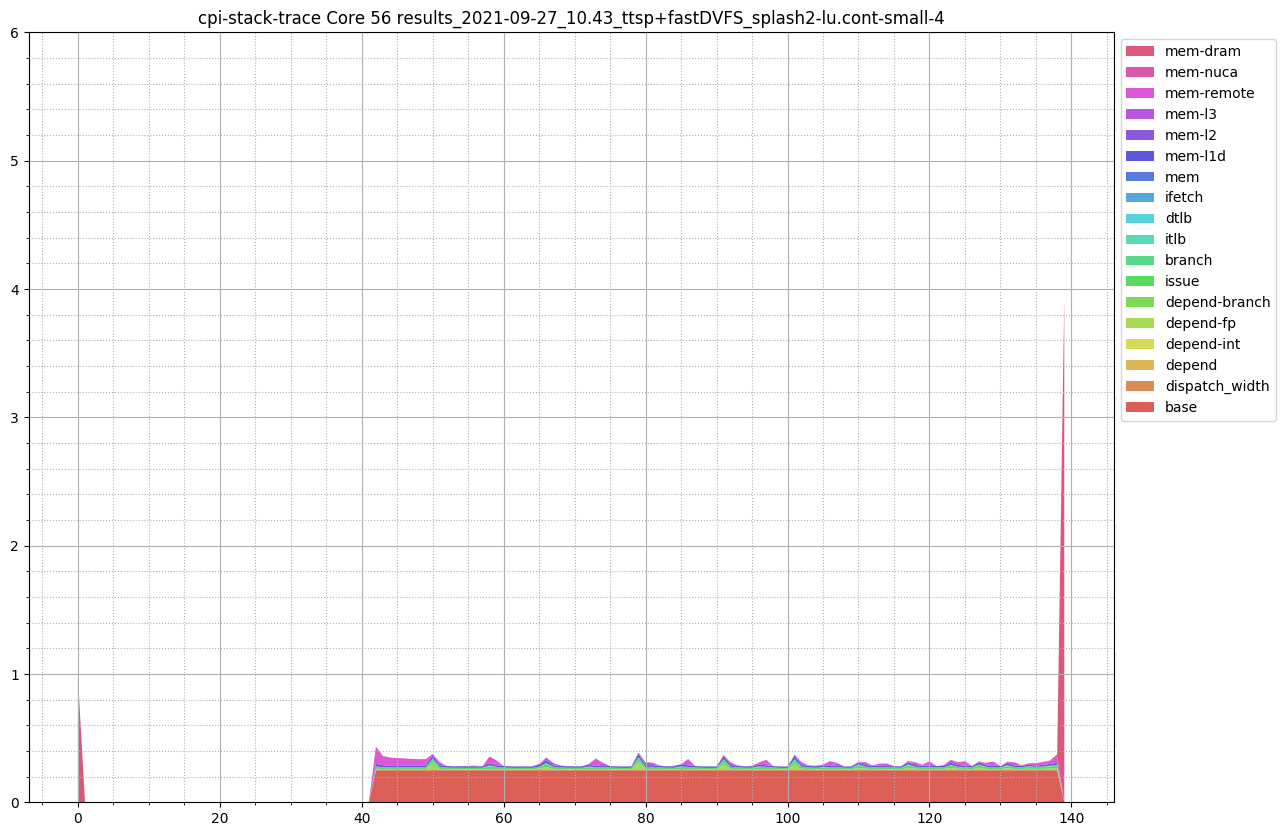 cpi-stack-trace Core 56 results_2021-09-27_10.43_ttsp+fastDVFS_splash2-lu.cont-small-4
6
5
4
3
2
1
0
0 20 40 60 80 100 120 140
mem-dram
mem-nuca
mem-remote
mem-l3
mem-l2
mem-l1d
mem
ifetch
dtlb
itlb
branch
issue
depend-branch
depend-fp
depend-int
depend
dispatch_width
base